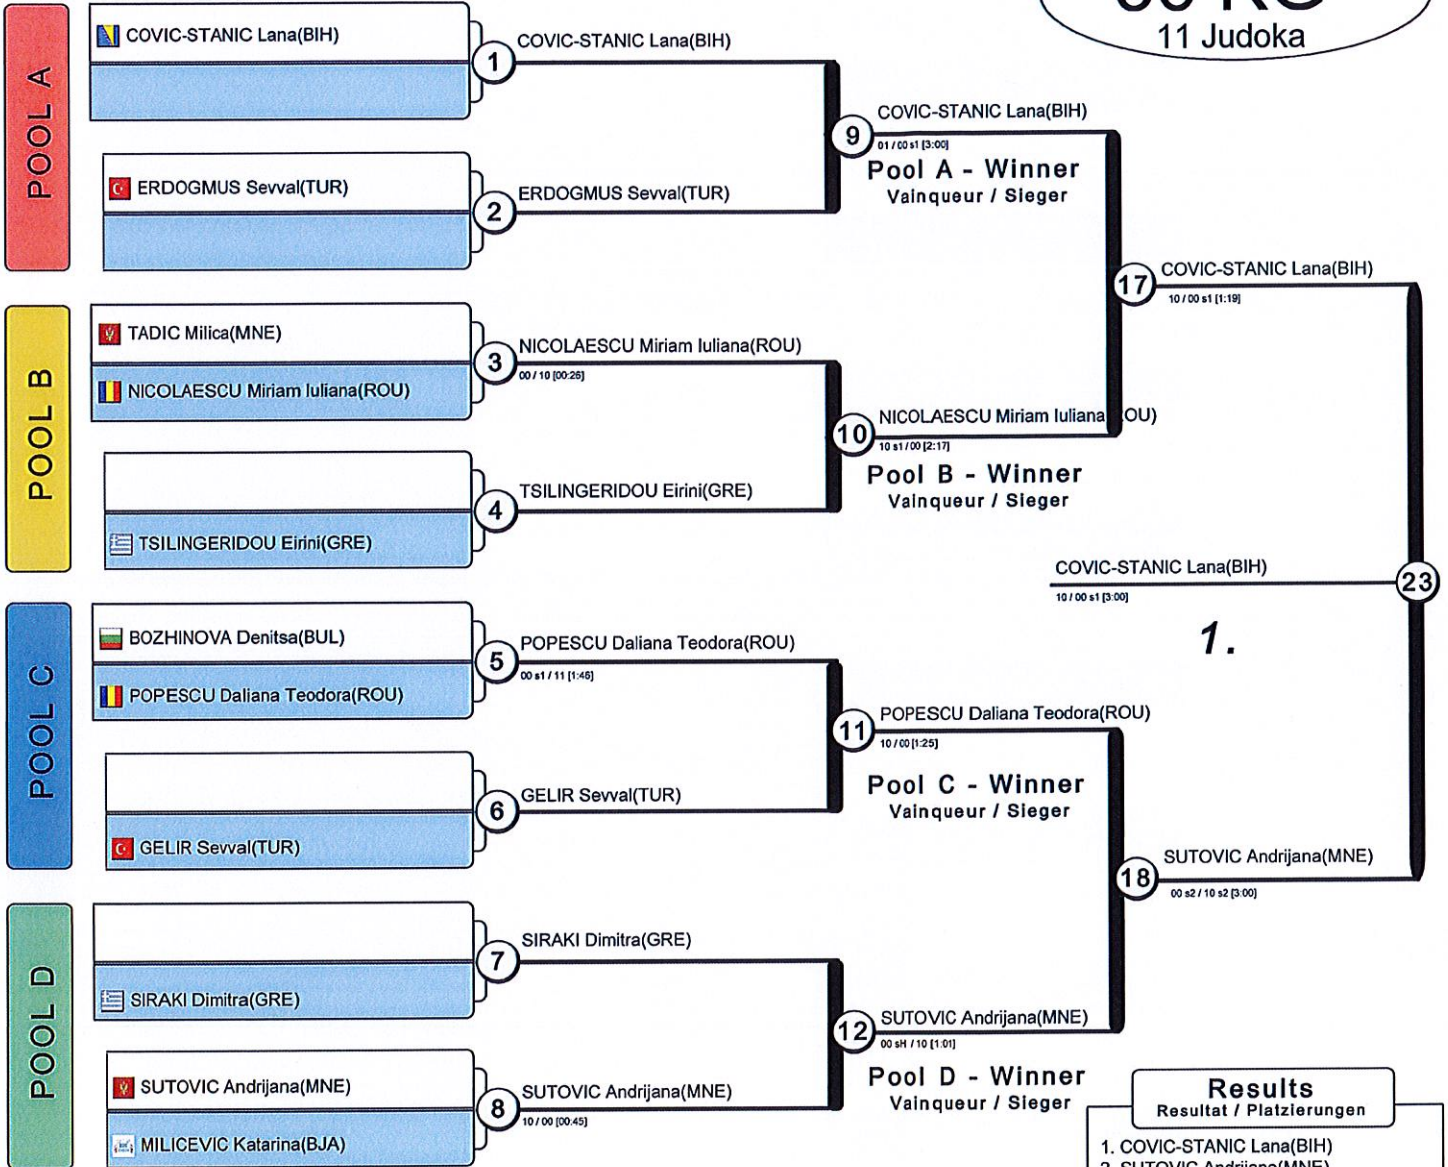 11 Judoka
POOL A
COVIC-STANIC Lana(BIH)
1
COVIC-STANIC Lana(BIH)
ERDOGMUS Sevval(TUR)
2
ERDOGMUS Sevval(TUR)
9
COVIC-STANIC Lana(BIH)
01 / 00 s1 [3:00]
Pool A - Winner
Vainqueur / Sieger
POOL B
TADIC Milica(MNE)
NICOLAESCU Miriam Iuliana(ROU)
3
NICOLAESCU Miriam Iuliana(ROU)
00 / 10 [00:26]
TSILINGERIDOU Eirini(GRE)
4
TSILINGERIDOU Eirini(GRE)
10
NICOLAESCU Miriam Iuliana OU)
10 s1 / 00 [2:17]
Pool B - Winner
Vainqueur / Sieger
17
COVIC-STANIC Lana(BIH)
10 / 00 s1 [1:19]
POOL C
BOZHINOVA Denitsa(BUL)
POPESCU Daliana Teodora(ROU)
5
POPESCU Daliana Teodora(ROU)
00 s1 / 11 [1:46]
GELIR Sevval(TUR)
6
GELIR Sevval(TUR)
11
POPESCU Daliana Teodora(ROU)
10 / 00 [1:25]
Pool C - Winner
Vainqueur / Sieger
POOL D
SIRAKI Dimitra(GRE)
7
SIRAKI Dimitra(GRE)
SUTOVIC Andrijana(MNE)
MILICEVIC Katarina(BJA)
8
SUTOVIC Andrijana(MNE)
10 / 00 [00:45]
12
SUTOVIC Andrijana(MNE)
00 sH / 10 [1:01]
Pool D - Winner
Vainqueur / Sieger
18
SUTOVIC Andrijana(MNE)
00 s2 / 10 s2 [3:00]
COVIC-STANIC Lana(BIH)
23
10 / 00 s1 [3:00]
1.
Results
Resultat / Platzierungen
1. COVIC-STANIC Lana(BIH)
2. SUTOVIC Andrijana(MNE)